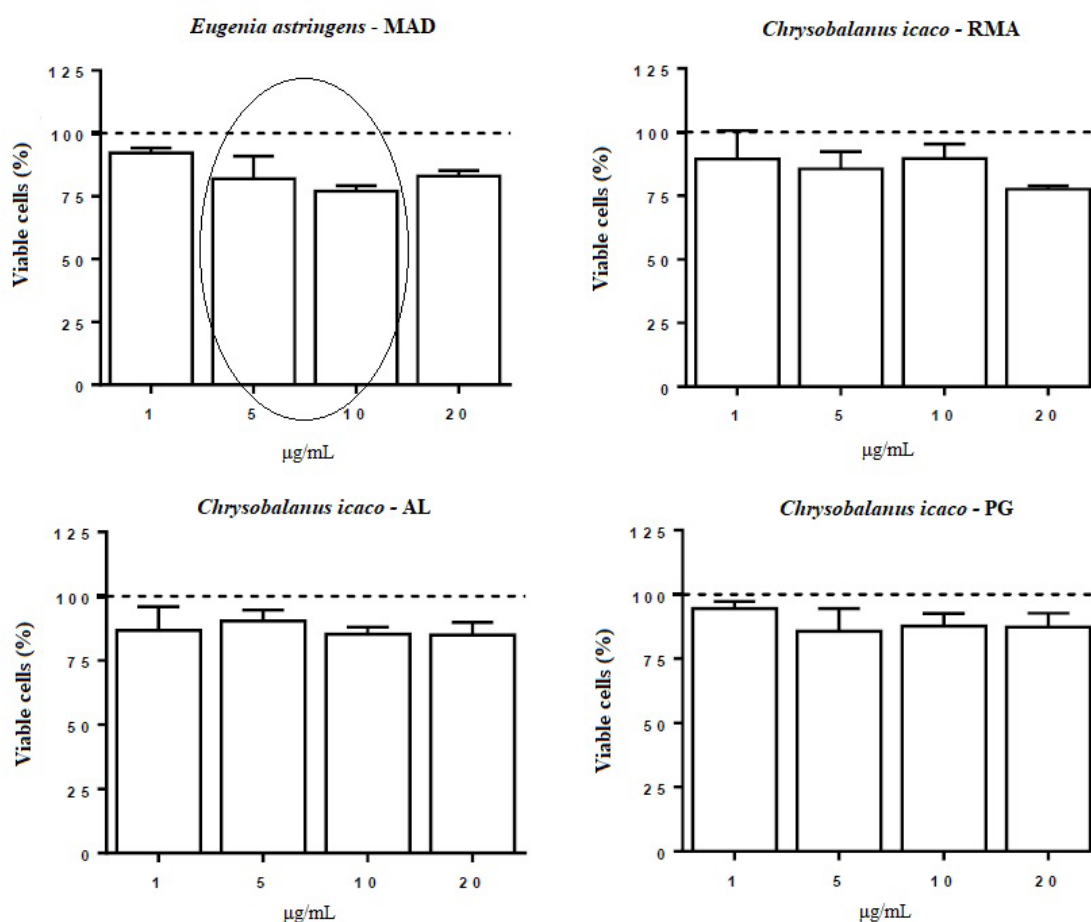 Eugenia astringens - MAD
Viable cells (%)
125
100
75
50
25
0
1 5 10 20
µg/mL
Chrysobalanus icaco - RMA
Viable cells (%)
125
100
75
50
25
0
1 5 10 20
µg/mL
Chrysobalanus icaco - AL
Viable cells (%)
125
100
75
50
25
0
1 5 10 20
µg/mL
Chrysobalanus icaco - PG
Viable cells (%)
125
100
75
50
25
0
1 5 10 20
µg/mL